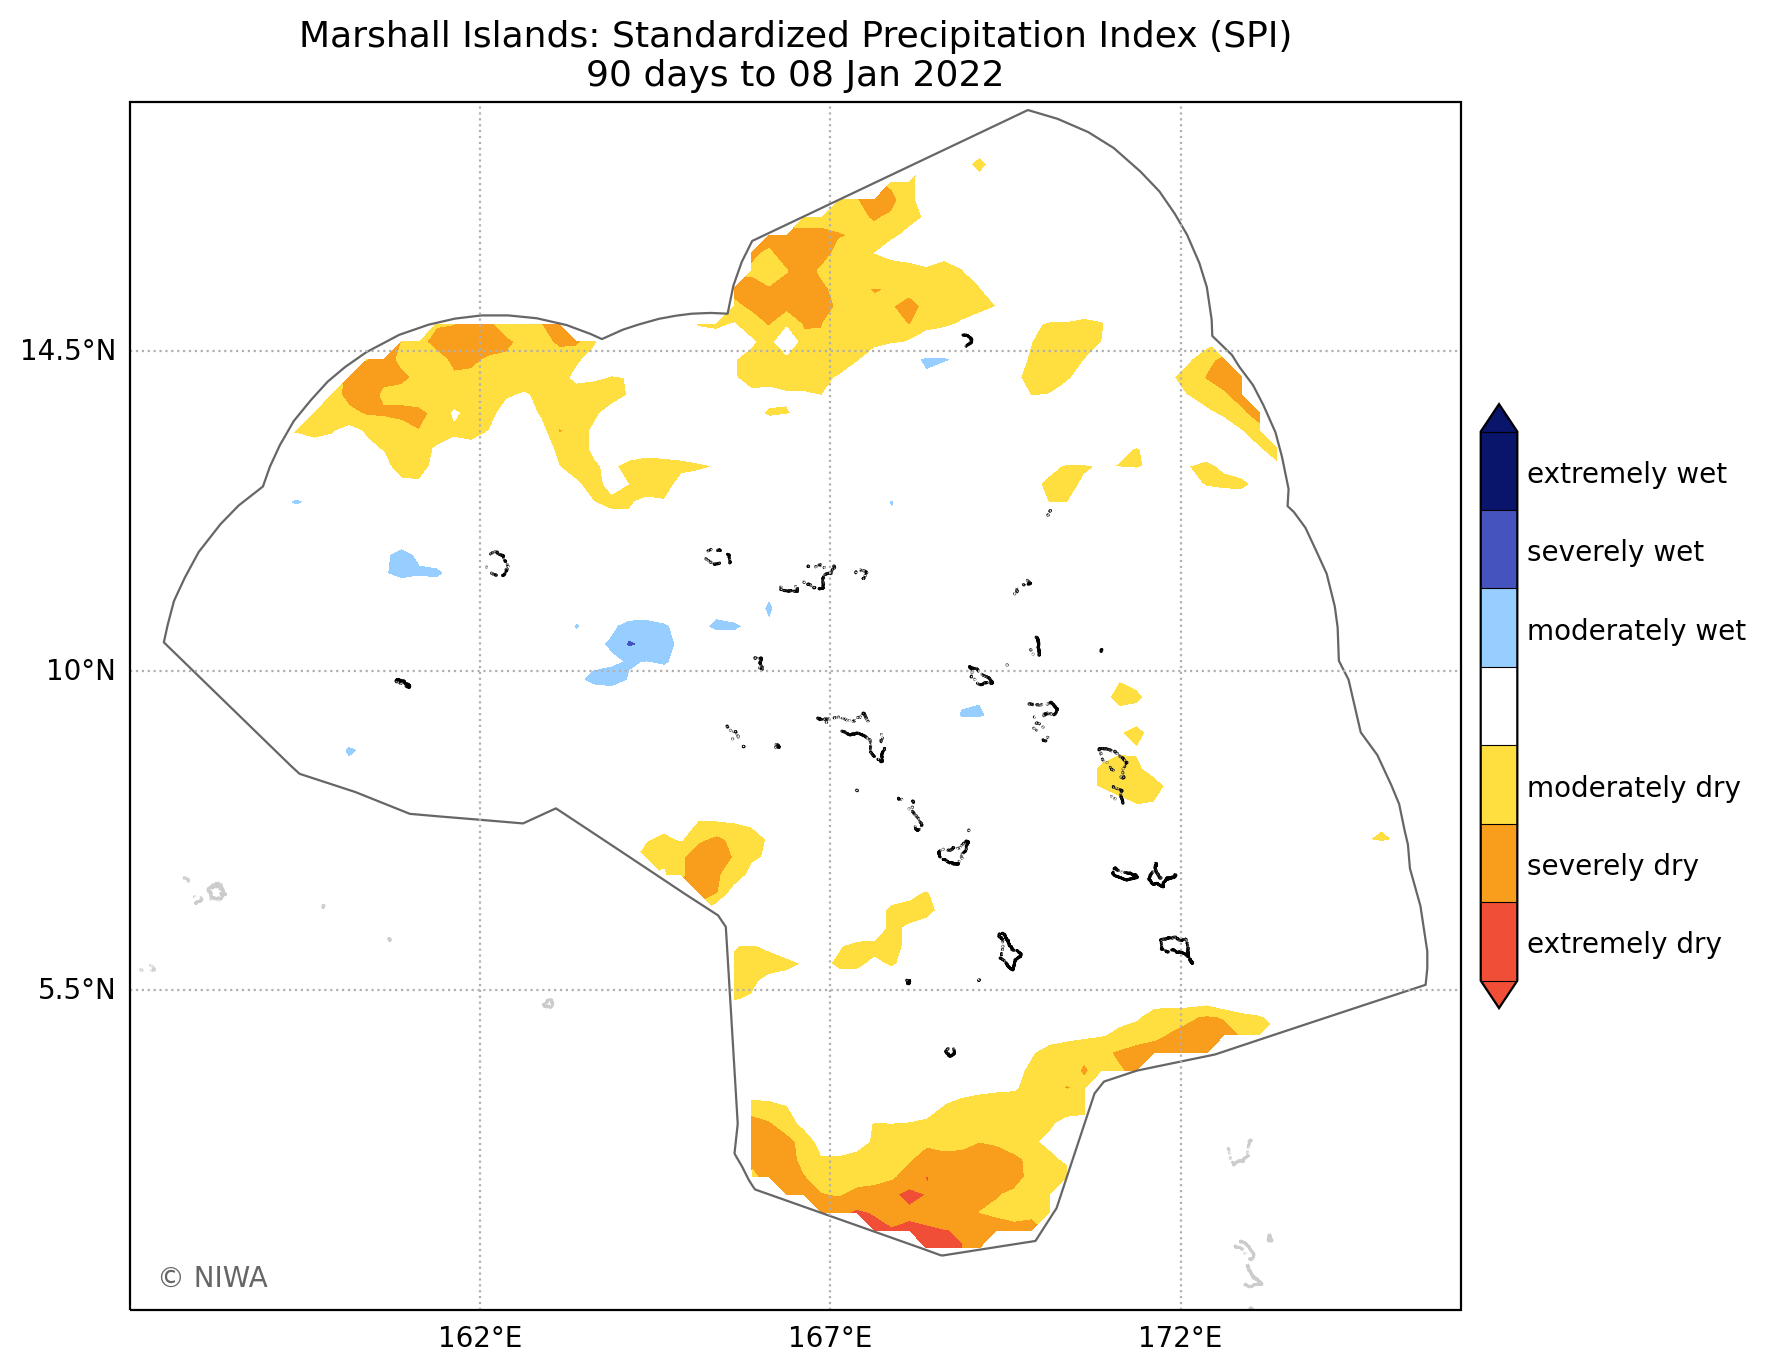 Marshall Islands: Standardized Precipitation Index (SPI)
90 days to 08 Jan 2022
14.5°N
10°N
5.5°N
162°E
167°E
172°E
extremely wet
severely wet
moderately wet
moderately dry
severely dry
extremely dry
© NIWA